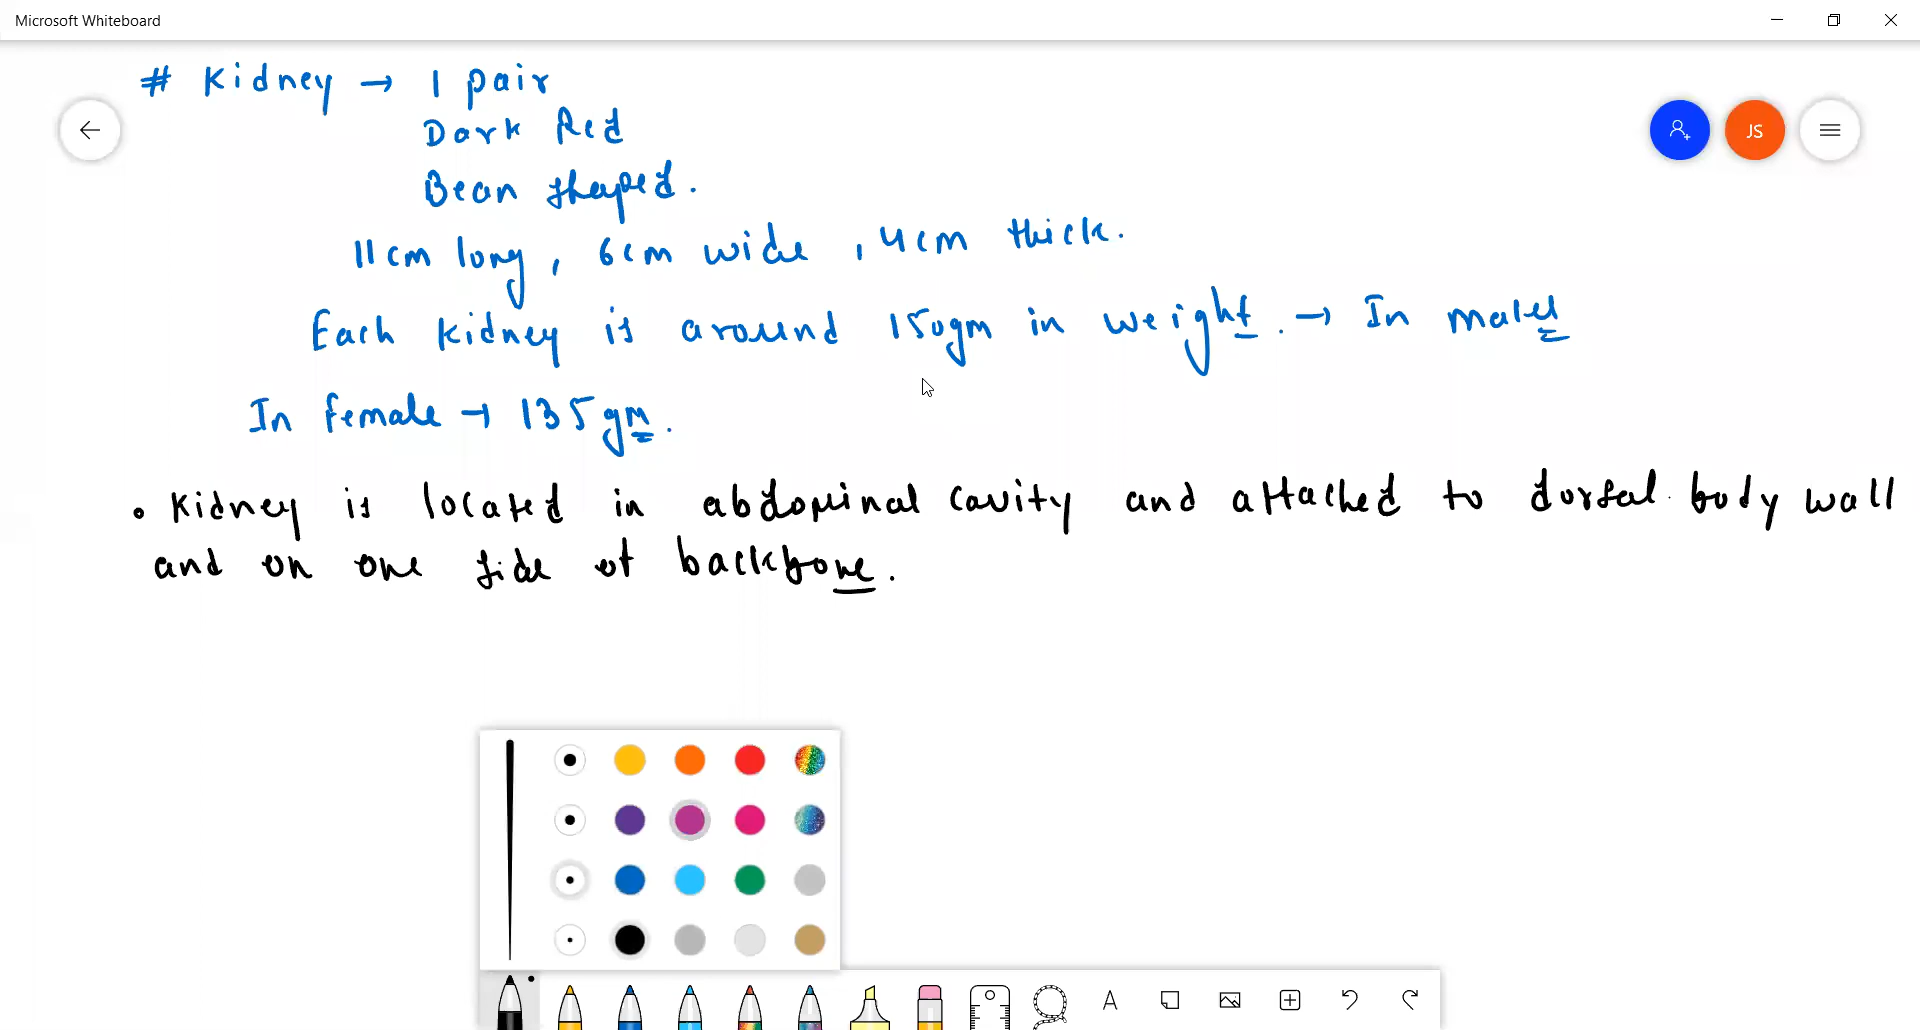 Microsoft Whiteboard
# Kidney → 1 pair
JS
Dark Red
Bean shaped.
11cm long, 6cm wide, 4cm thick.
Each kidney is around 150gm in weight. → In males
In female → 135gm.
• Kidney is located in abdominal cavity and attached to dorsal body wall
and on one side of backbone.
A